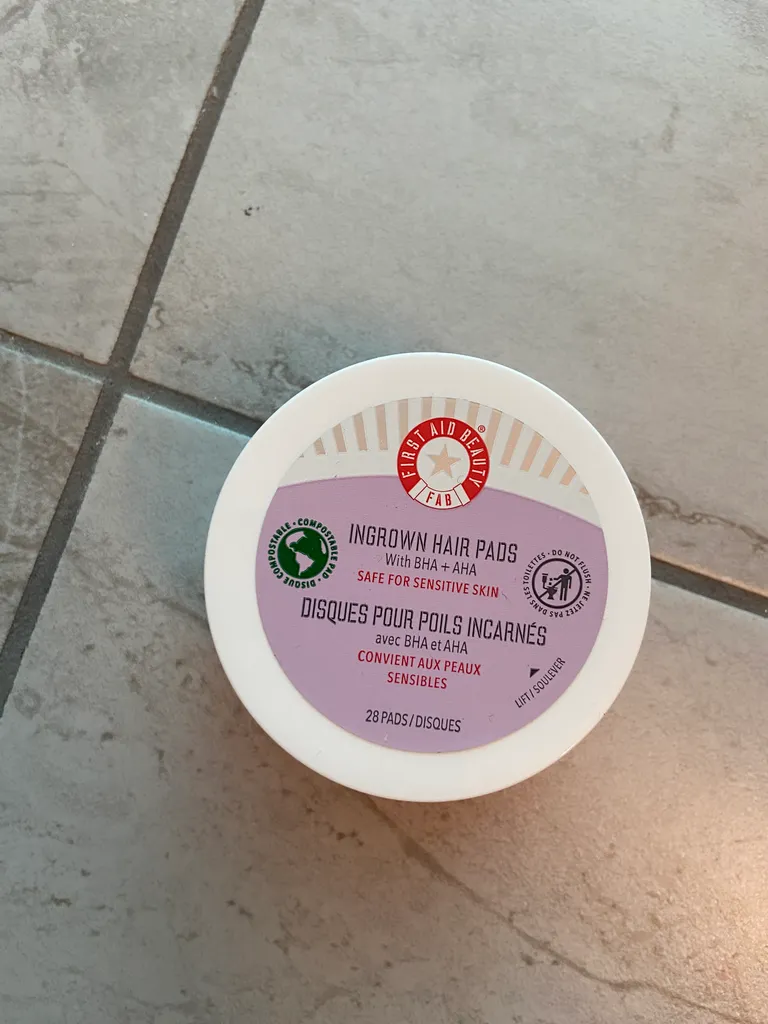 FIRST AID BEAUTY ®
FAB
COMPOSTABLE PAD • DISQUE COMPOSTABLE •
INGROWN HAIR PADS
With BHA + AHA
SAFE FOR SENSITIVE SKIN
DO NOT FLUSH • NE JETEZ PAS DANS LES TOILETTES •
DISQUES POUR POILS INCARNÉS
avec BHA et AHA
CONVIENT AUX PEAUX
SENSIBLES
LIFT / SOULEVER
28 PADS / DISQUES